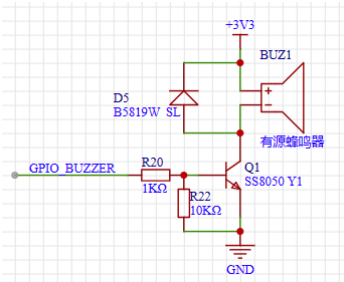 +3V3
BUZ1
D5
B5819W SL
+
-
有源蜂鸣器
GPIO_BUZZER
R20
1KΩ
Q1
SS8050 Y1
R22
10KΩ
GND